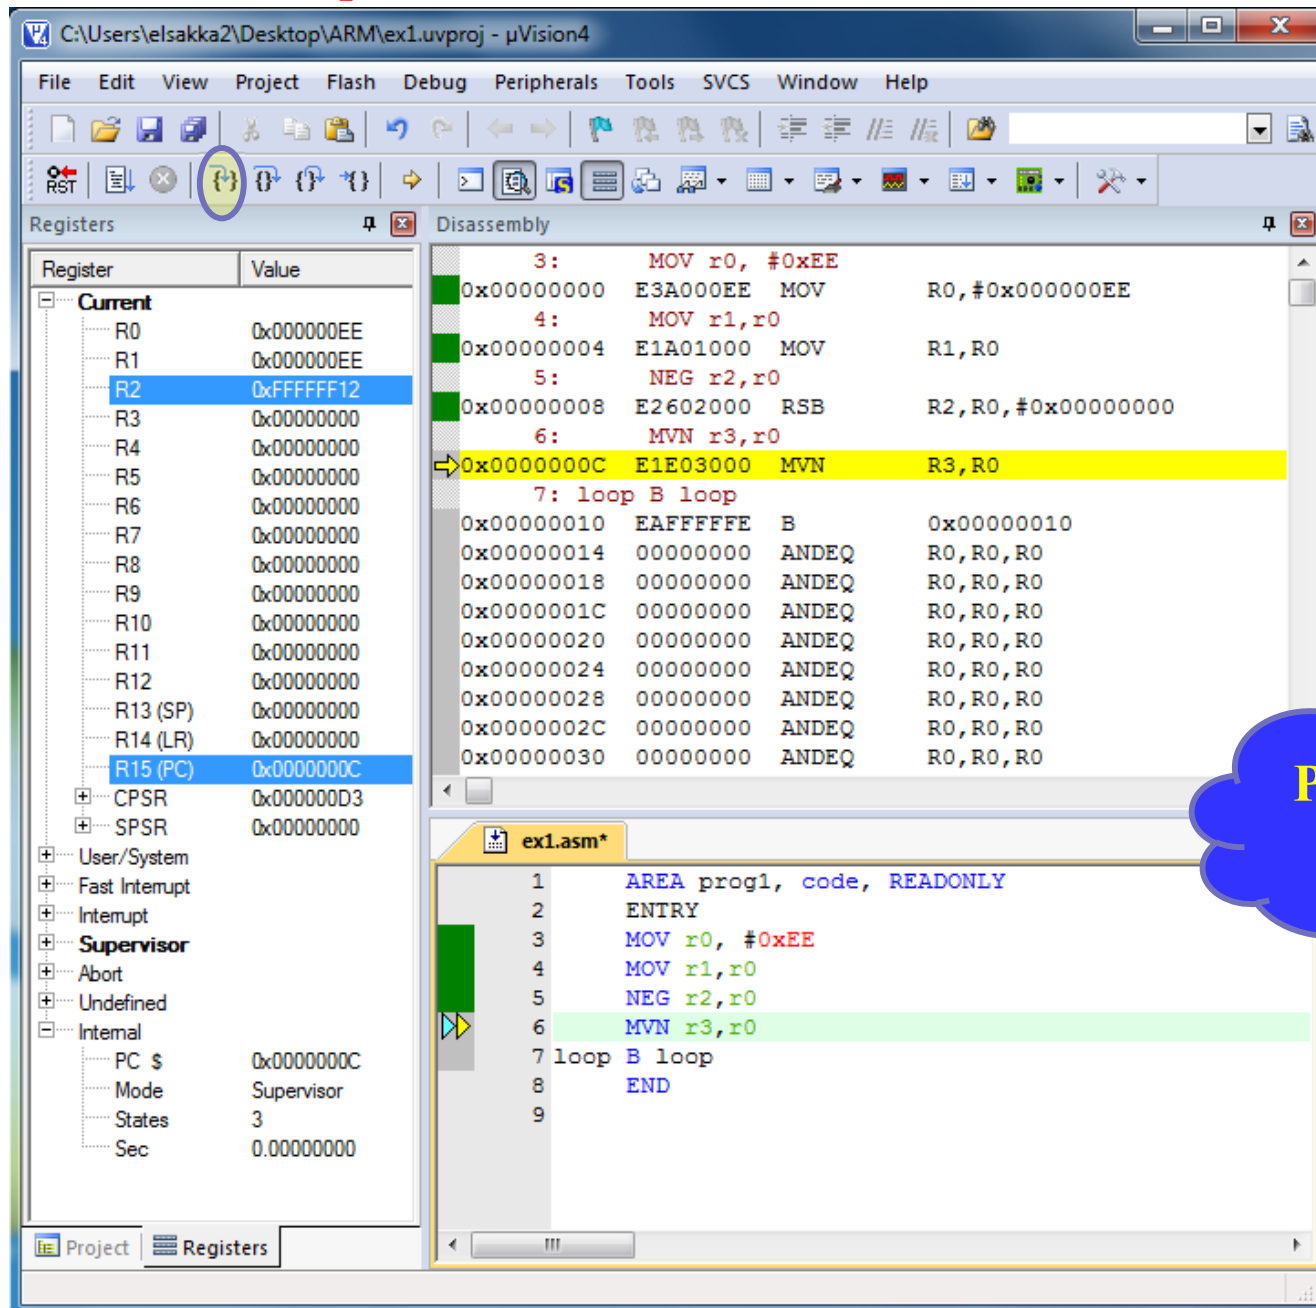 C:\Users\elsakka2\Desktop\ARM\ex1.uvproj - µVision4
File Edit View Project Flash Debug Peripherals Tools SVCS Window Help
RST
Registers
Register Value
Current
R0 0x000000EE
R1 0x000000EE
R2 0xFFFFFF12
R3 0x00000000
R4 0x00000000
R5 0x00000000
R6 0x00000000
R7 0x00000000
R8 0x00000000
R9 0x00000000
R10 0x00000000
R11 0x00000000
R12 0x00000000
R13 (SP) 0x00000000
R14 (LR) 0x00000000
R15 (PC) 0x0000000C
CPSR 0x000000D3
SPSR 0x00000000
User/System
Fast Interrupt
Interrupt
Supervisor
Abort
Undefined
Internal
PC $ 0x0000000C
Mode Supervisor
States 3
Sec 0.00000000
Project Registers
Disassembly
3: MOV r0, #0xEE
0x00000000 E3A000EE MOV R0,#0x000000EE
4: MOV r1,r0
0x00000004 E1A01000 MOV R1,R0
5: NEG r2,r0
0x00000008 E2602000 RSB R2,R0,#0x00000000
6: MVN r3,r0
0x0000000C E1E03000 MVN R3,R0
7: loop B loop
0x00000010 EAFFFFFE B 0x00000010
0x00000014 00000000 ANDEQ R0,R0,R0
0x00000018 00000000 ANDEQ R0,R0,R0
0x0000001C 00000000 ANDEQ R0,R0,R0
0x00000020 00000000 ANDEQ R0,R0,R0
0x00000024 00000000 ANDEQ R0,R0,R0
0x00000028 00000000 ANDEQ R0,R0,R0
0x0000002C 00000000 ANDEQ R0,R0,R0
0x00000030 00000000 ANDEQ R0,R0,R0
P
ex1.asm*
1 AREA prog1, code, READONLY
2 ENTRY
3 MOV r0, #0xEE
4 MOV r1,r0
5 NEG r2,r0
6 MVN r3,r0
7 loop B loop
8 END
9